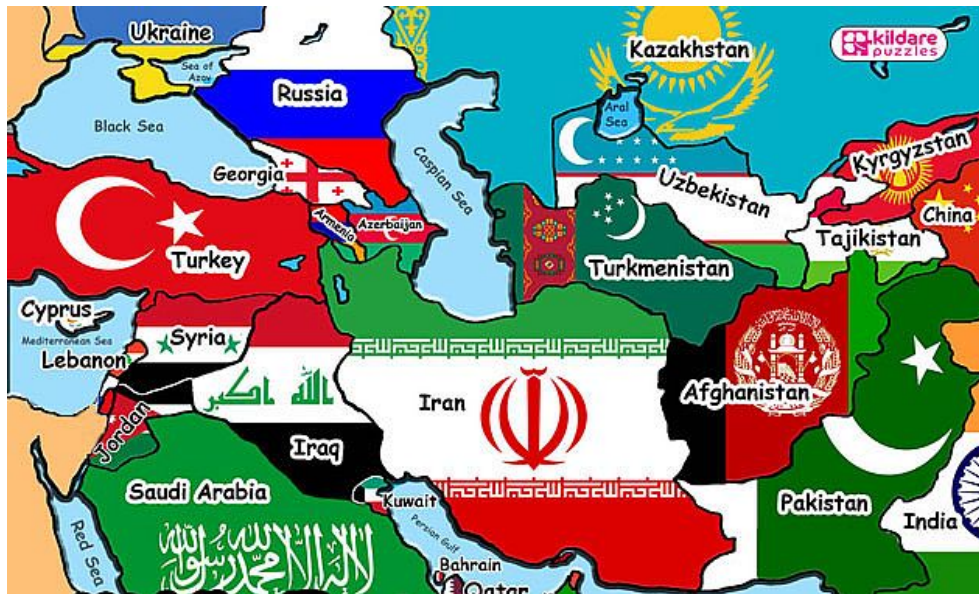 Ukraine
kildare
puzzles
Kazakhstan
Sea of
Azov
Russia
Aral
Sea
Black Sea
Caspian Sea
Georgia
Kyrgyzstan
Uzbekistan
Armenia
Azerbaijan
China
Tajikistan
Turkey
Turkmenistan
Cyprus
Mediterranean Sea
Syria
Lebanon
الله اكبر
Iran
Afghanistan
Jordan
Iraq
Saudi Arabia
Kuwait
Pakistan
India
Persian Gulf
Red Sea
لا إله إلا الله محمد رسول الله
Bahrain
Qatar